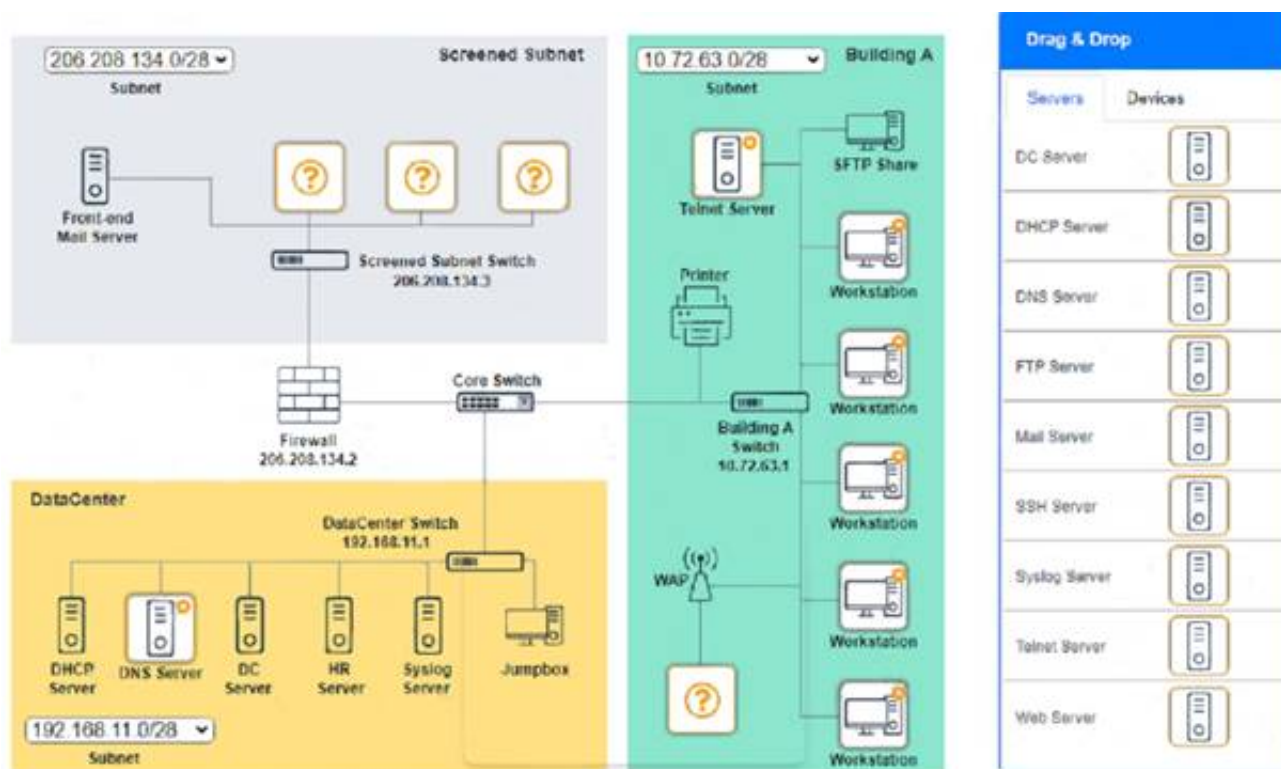 206.208.134.0/28
Subnet
Screened Subnet
?
?
?
Front-end
Mail Server
Screened Subnet Switch
206.208.134.3
Firewall
206.208.134.2
Core Switch
10.72.63.0/28
Subnet
Building A
Telnet Server
SFTP Share
Workstation
Printer
Workstation
Building A
Switch
10.72.63.1
Workstation
WAP
Workstation
?
Workstation
DataCenter
DataCenter Switch
192.168.11.1
DHCP
Server
DNS Server
DC
Server
HR
Server
Syslog
Server
Jumpbox
192.168.11.0/28
Subnet
Drag & Drop
Servers
Devices
DC Server
DHCP Server
DNS Server
FTP Server
Mail Server
SSH Server
Syslog Server
Telnet Server
Web Server